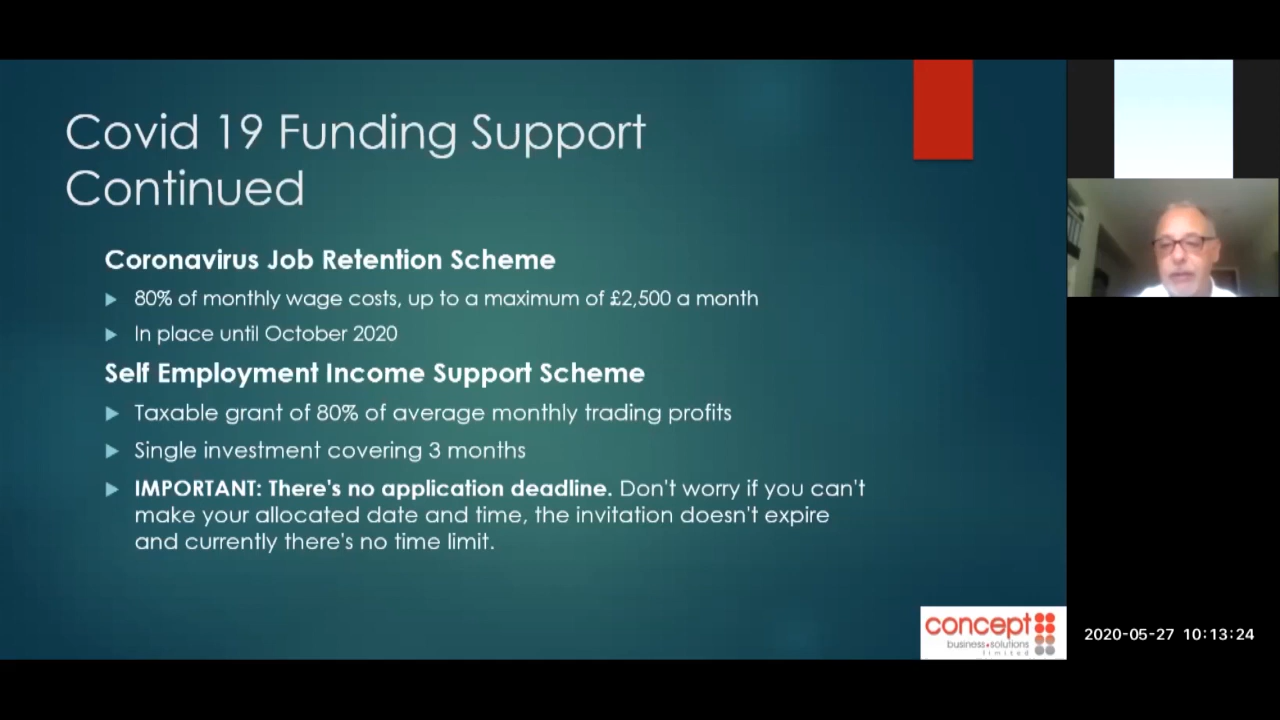 Covid 19 Funding Support
Continued
Coronavirus Job Retention Scheme
80% of monthly wage costs, up to a maximum of £2,500 a month
In place until October 2020
Self Employment Income Support Scheme
Taxable grant of 80% of average monthly trading profits
Single investment covering 3 months
IMPORTANT: There's no application deadline. Don't worry if you can't
make your allocated date and time, the invitation doesn't expire
and currently there's no time limit.
concept
business solutions
limited
2020-05-27 10:13:24